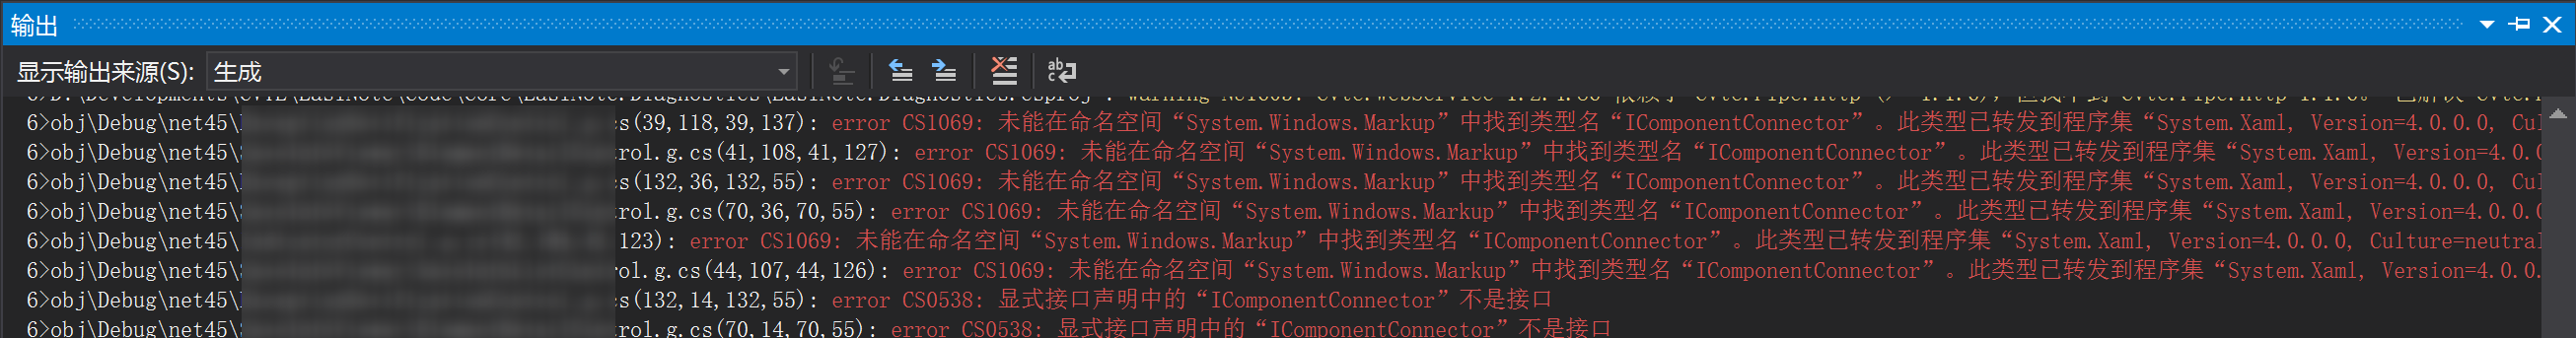 输出
显示输出来源(S): 生成
6>obj\Debug\net45\ cs(39,118,39,137): error CS1069: 未能在命名空间“System.Windows.Markup”中找到类型名“IComponentConnector”。此类型已转发到程序集“System.Xaml, Version=4.0.0.0, Cul
6>obj\Debug\net45\ rol.g.cs(41,108,41,127): error CS1069: 未能在命名空间“System.Windows.Markup”中找到类型名“IComponentConnector”。此类型已转发到程序集“System.Xaml, Version=4.0.0
6>obj\Debug\net45\ cs(132,36,132,55): error CS1069: 未能在命名空间“System.Windows.Markup”中找到类型名“IComponentConnector”。此类型已转发到程序集“System.Xaml, Version=4.0.0.0, Cul
6>obj\Debug\net45\ rol.g.cs(70,36,70,55): error CS1069: 未能在命名空间“System.Windows.Markup”中找到类型名“IComponentConnector”。此类型已转发到程序集“System.Xaml, Version=4.0.0.0
6>obj\Debug\net45\ 123): error CS1069: 未能在命名空间“System.Windows.Markup”中找到类型名“IComponentConnector”。此类型已转发到程序集“System.Xaml, Version=4.0.0.0, Culture=neutral
6>obj\Debug\net45\ rol.g.cs(44,107,44,126): error CS1069: 未能在命名空间“System.Windows.Markup”中找到类型名“IComponentConnector”。此类型已转发到程序集“System.Xaml, Version=4.0.0.
6>obj\Debug\net45\ cs(132,14,132,55): error CS0538: 显式接口声明中的“IComponentConnector”不是接口
6>obj\Debug\net45\ rol.g.cs(70,14,70,55): error CS0538: 显式接口声明中的“IComponentConnector”不是接口